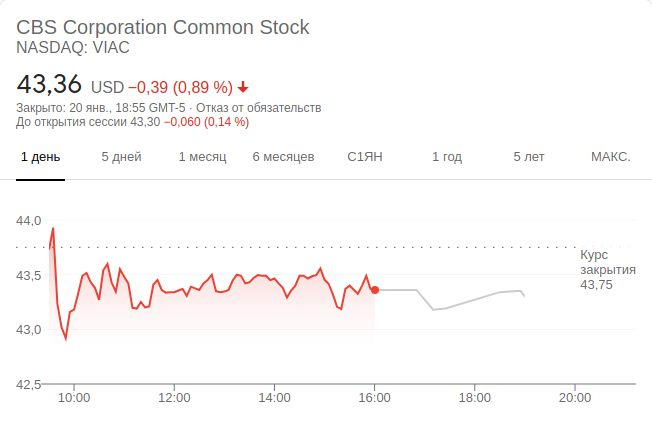 CBS Corporation Common Stock
NASDAQ: VIAC
43,36 USD −0,39 (0,89 %)
Закрыто: 20 янв., 18:55 GMT-5 · Отказ от обязательств
До открытия сессии 43,30 −0,060 (0,14 %)
1 день 5 дней 1 месяц 6 месяцев С1ЯН 1 год 5 лет МАКС.
44,0
Курс
закрытия
43,75
43,5
43,0
42,5
10:00 12:00 14:00 16:00 18:00 20:00